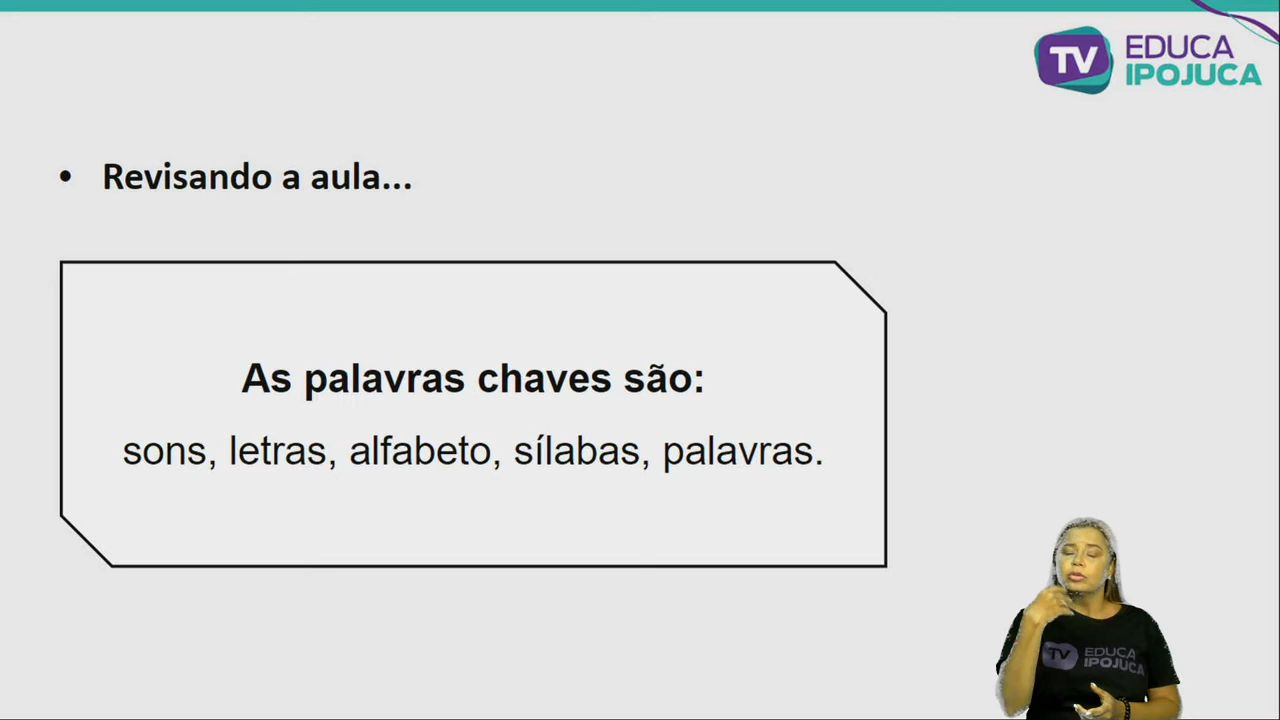 TV EDUCA
IPOJUCA
• Revisando a aula...
As palavras chaves são:
sons, letras, alfabeto, sílabas, palavras.
TV EDUCA
IPOJUCA